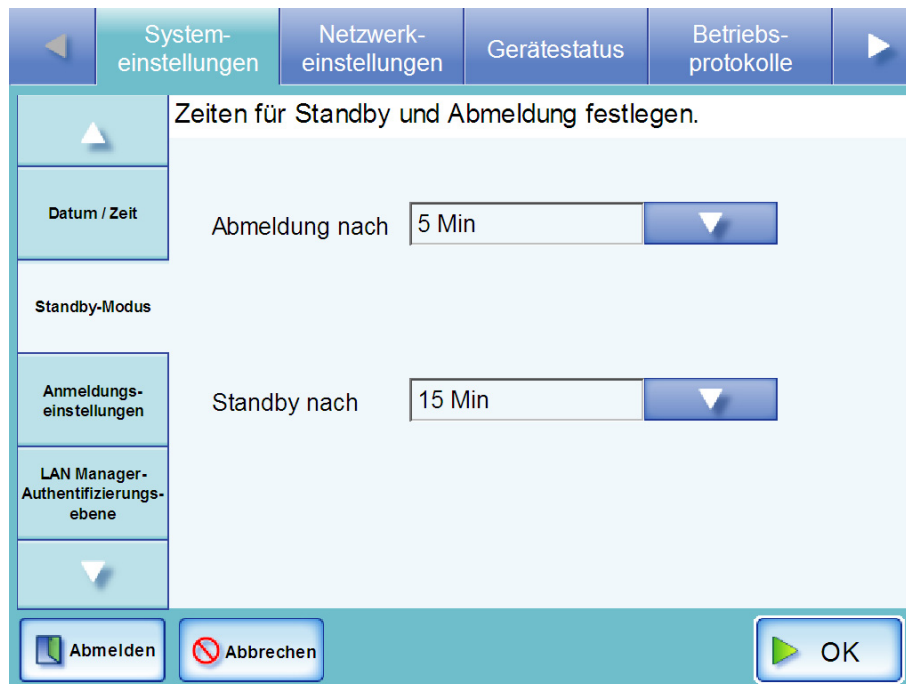 System-
einstellungen
Netzwerk-
einstellungen
Gerätestatus
Betriebs-
protokolle
Zeiten für Standby und Abmeldung festlegen.
Datum / Zeit
Standby-Modus
Anmeldungs-
einstellungen
LAN Manager-
Authentifizierungs-
ebene
Abmeldung nach
5 Min
Standby nach
15 Min
Abmelden
Abbrechen
OK